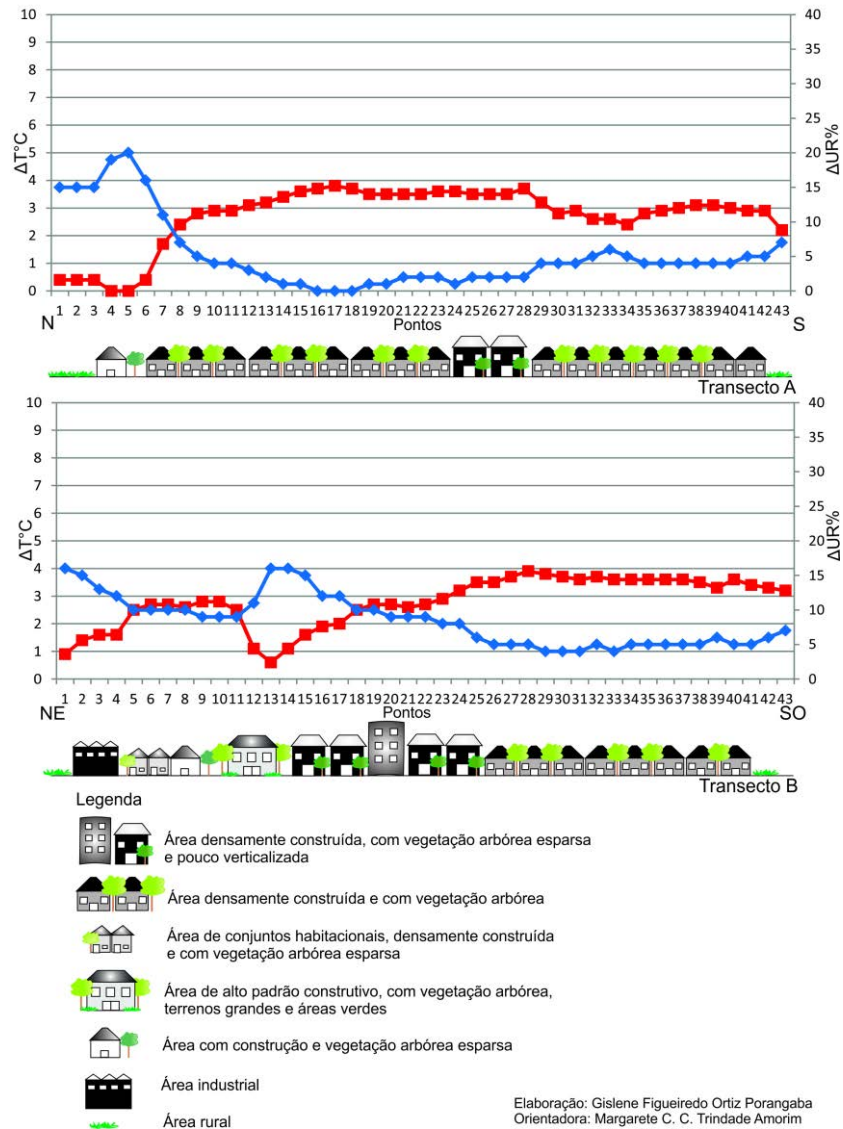 10 40
9 35
8
7 30
6 25
5 20
4 15
3
2 10
1 5
0 0
ΔT°C
ΔUR%
1 2 3 4 5 6 7 8 9 10 11 12 13 14 15 16 17 18 19 20 21 22 23 24 25 26 27 28 29 30 31 32 33 34 35 36 37 38 39 40 41 42 43
N Pontos S
Transecto A
10 40
9 35
8
7 30
6 25
5 20
4 15
3
2 10
1 5
0 0
ΔT°C
ΔUR%
1 2 3 4 5 6 7 8 9 10 11 12 13 14 15 16 17 18 19 20 21 22 23 24 25 26 27 28 29 30 31 32 33 34 35 36 37 38 39 40 41 42 43
NE Pontos SO
Transecto B
Legenda
Área densamente construída, com vegetação arbórea esparsa
e pouco verticalizada
Área densamente construída e com vegetação arbórea
Área de conjuntos habitacionais, densamente construída
e com vegetação arbórea esparsa
Área de alto padrão construtivo, com vegetação arbórea,
terrenos grandes e áreas verdes
Área com construção e vegetação arbórea esparsa
Área industrial
Área rural
Elaboração: Gislene Figueiredo Ortiz Porangaba
Orientadora: Margarete C. C. Trindade Amorim